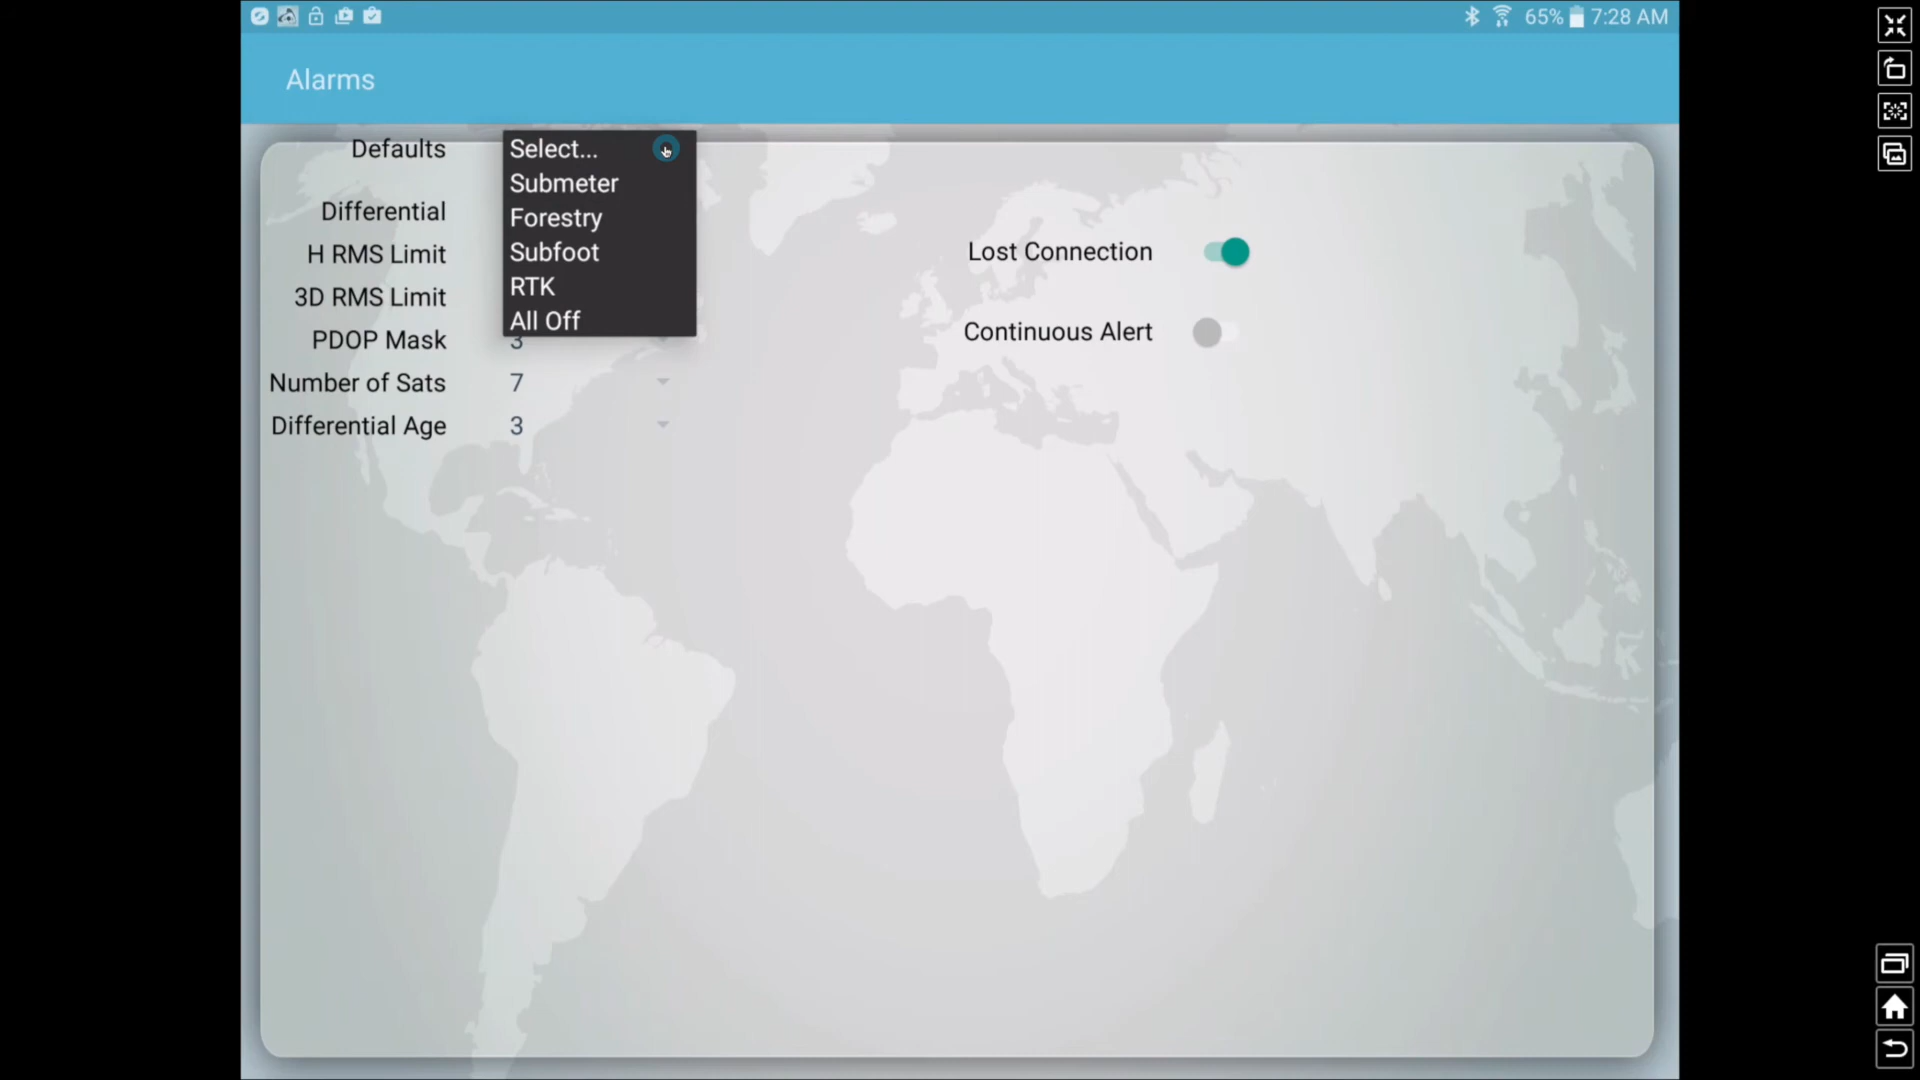 65% 7:28 AM
Alarms
Defaults Select...
Submeter
Differential Forestry
H RMS Limit Subfoot Lost Connection
3D RMS Limit RTK
All Off Continuous Alert
PDOP Mask 3
Number of Sats 7
Differential Age 3